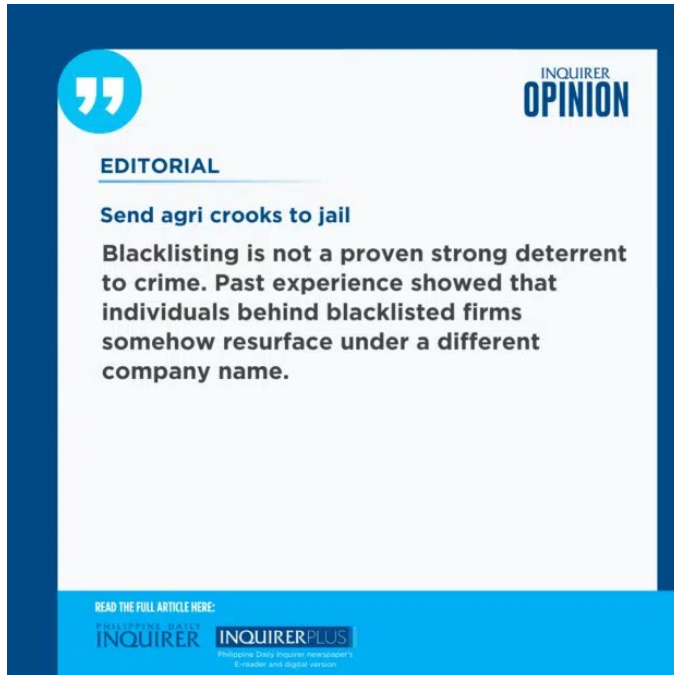 INQUIRER
OPINION
EDITORIAL
Send agri crooks to jail
Blacklisting is not a proven strong deterrent
to crime. Past experience showed that
individuals behind blacklisted firms
somehow resurface under a different
company name.
READ THE FULL ARTICLE HERE:
PHILIPPINE DAILY
INQUIRER
INQUIRERPLUS
Philippine Daily Inquirer newspaper's
E-reader and digital version